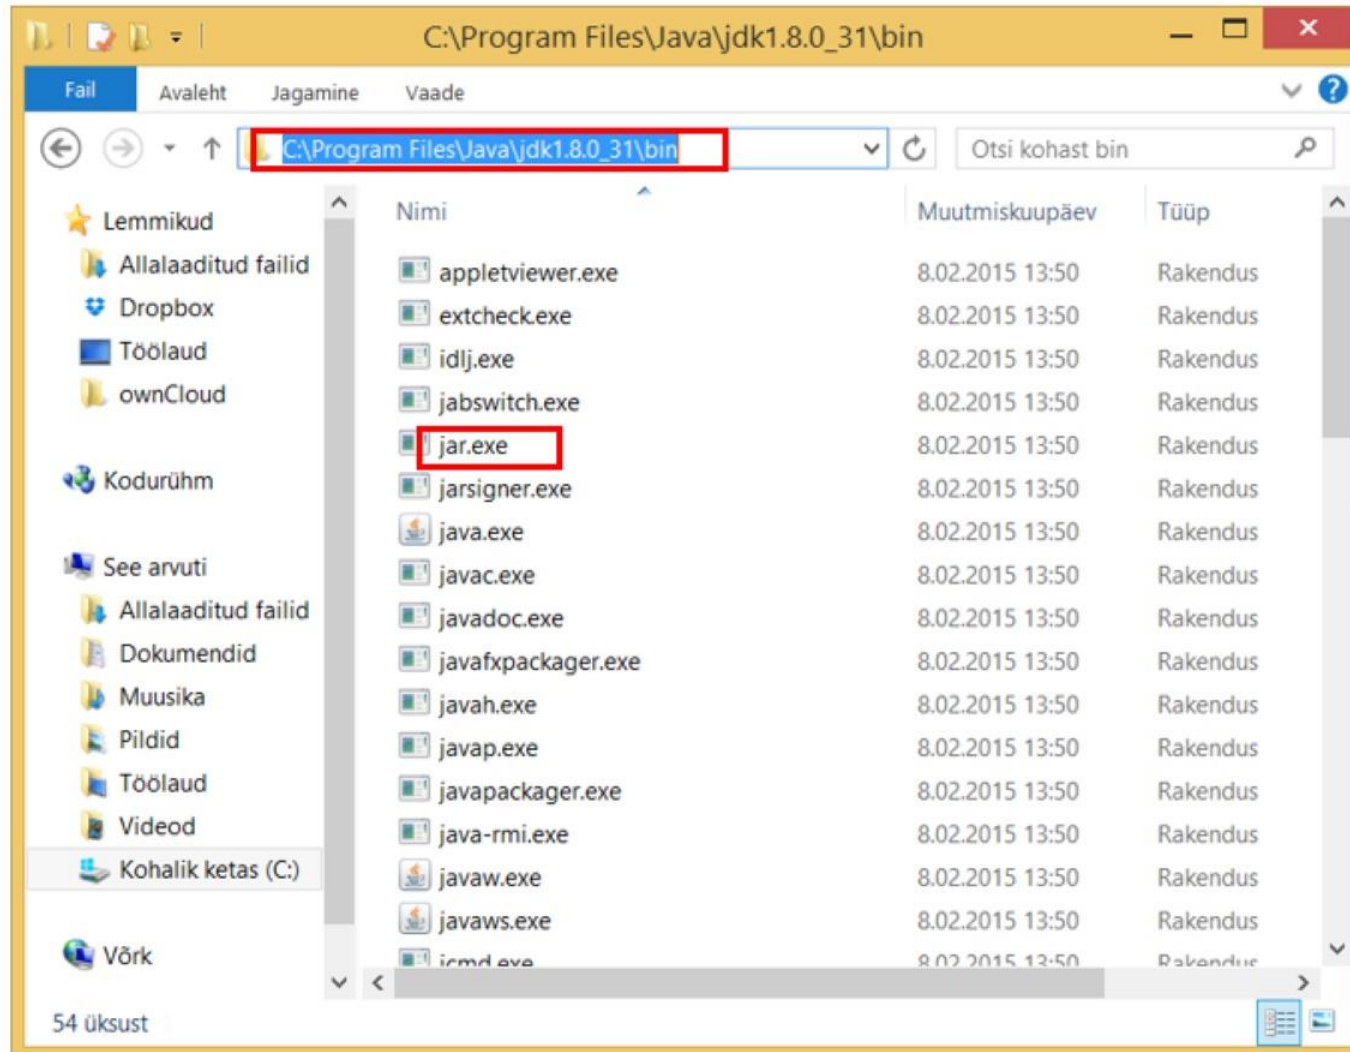 C:\Program Files\Java\jdk1.8.0_31\bin
Fail Avaleht Jagamine Vaade
C:\Program Files\Java\jdk1.8.0_31\bin Otsi kohast bin
Lemmikud
Allalaaditud failid
Dropbox
Töölaud
ownCloud
Kodurühm
See arvuti
Allalaaditud failid
Dokumendid
Muusika
Pildid
Töölaud
Videod
Kohalik ketas (C:)
Võrk
Nimi Muutmiskuupäev Tüüp
appletviewer.exe 8.02.2015 13:50 Rakendus
extcheck.exe 8.02.2015 13:50 Rakendus
idlj.exe 8.02.2015 13:50 Rakendus
jabswitch.exe 8.02.2015 13:50 Rakendus
jar.exe 8.02.2015 13:50 Rakendus
jarsigner.exe 8.02.2015 13:50 Rakendus
java.exe 8.02.2015 13:50 Rakendus
javac.exe 8.02.2015 13:50 Rakendus
javadoc.exe 8.02.2015 13:50 Rakendus
javafxpackager.exe 8.02.2015 13:50 Rakendus
javah.exe 8.02.2015 13:50 Rakendus
javap.exe 8.02.2015 13:50 Rakendus
javapackager.exe 8.02.2015 13:50 Rakendus
java-rmi.exe 8.02.2015 13:50 Rakendus
javaw.exe 8.02.2015 13:50 Rakendus
javaws.exe 8.02.2015 13:50 Rakendus
jcmd.exe 8.02.2015 13:50 Rakendus
54 üksust